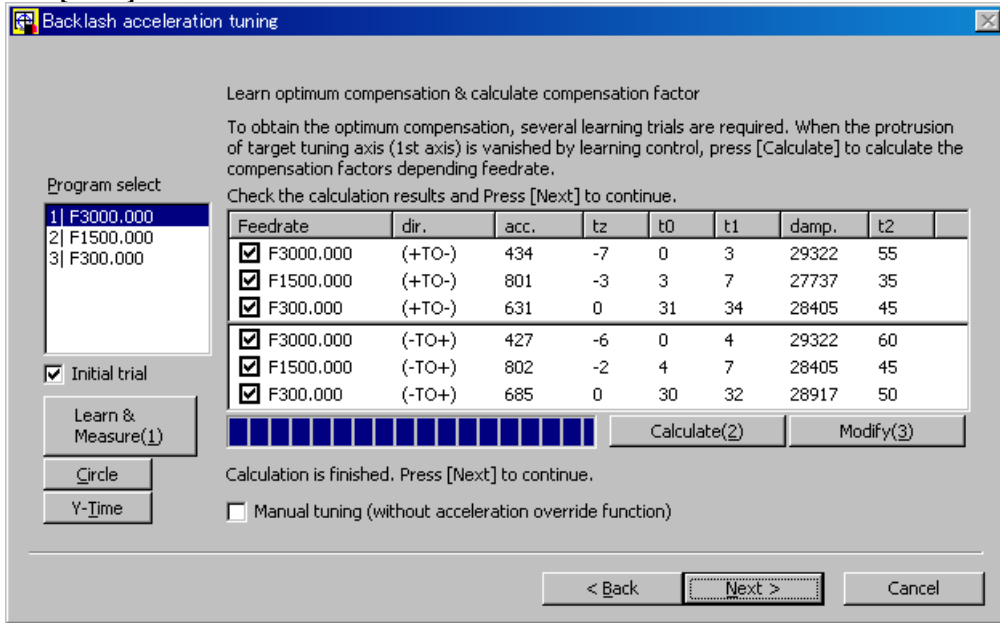 Backlash acceleration tuning
Learn optimum compensation & calculate compensation factor
To obtain the optimum compensation, several learning trials are required. When the protrusion
of target tuning axis (1st axis) is vanished by learning control, press [Calculate] to calculate the
compensation factors depending feedrate.
Check the calculation results and Press [Next] to continue.
Program select
1| F3000.000
2| F1500.000
3| F300.000
Initial trial
Learn &
Measure(1)
Circle
Y-Time
Feedrate dir. acc. tz t0 t1 damp. t2
F3000.000 (+TO-) 434 -7 0 3 29322 55
F1500.000 (+TO-) 801 -3 3 7 27737 35
F300.000 (+TO-) 631 0 31 34 28405 45
F3000.000 (-TO+) 427 -6 0 4 29322 60
F1500.000 (-TO+) 802 -2 4 7 28405 45
F300.000 (-TO+) 685 0 30 32 28917 50
Calculate(2) Modify(3)
Calculation is finished. Press [Next] to continue.
Manual tuning (without acceleration override function)
< Back Next > Cancel